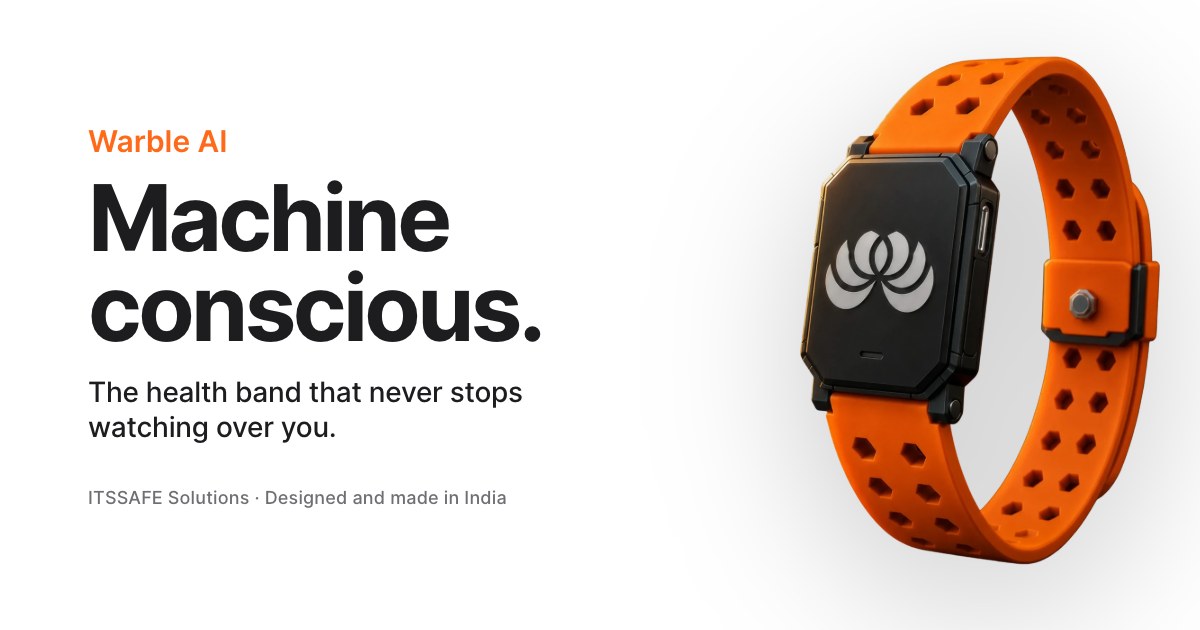 Warble AI
Machine
conscious.
The health band that never stops
watching over you.
ITSSAFE Solutions · Designed and made in India